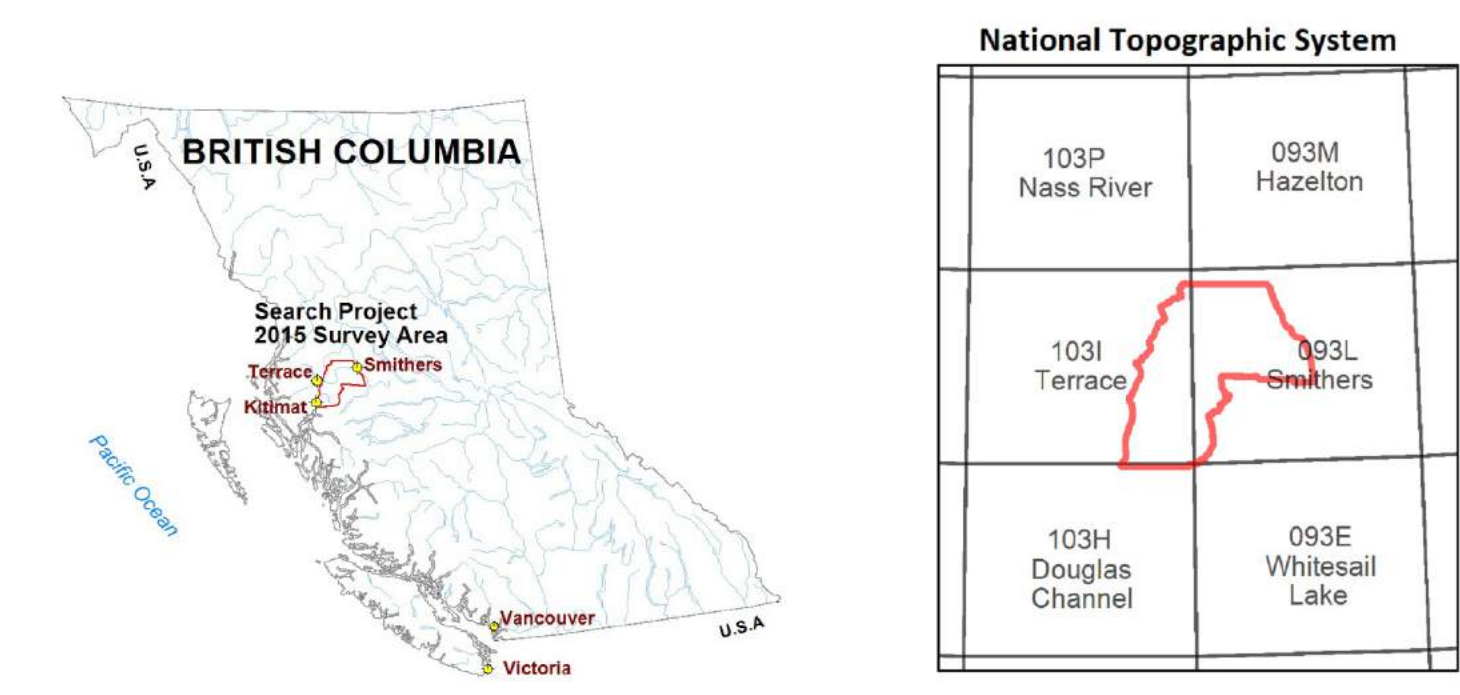 BRITISH COLUMBIA
U.S.A
Search Project
2015 Survey Area
Terrace
Smithers
Kitimat
Pacific Ocean
Vancouver
U.S.A
Victoria
National Topographic System
103P
Nass River
093M
Hazelton
103I
Terrace
093L
Smithers
103H
Douglas
Channel
093E
Whitesail
Lake